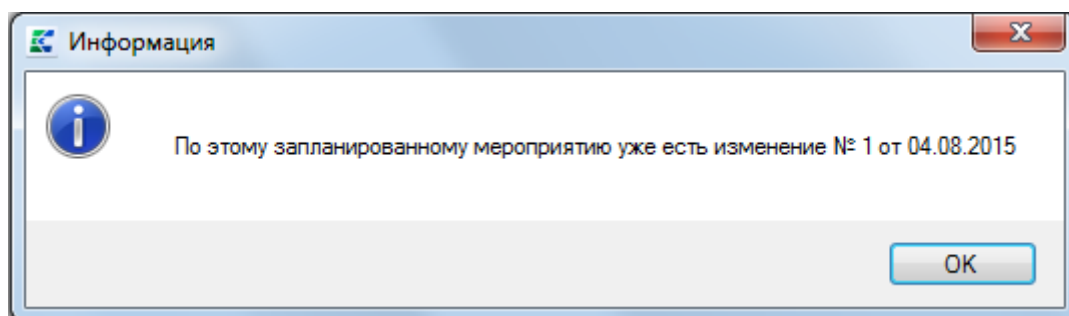 Информация
По этому запланированному мероприятию уже есть изменение № 1 от 04.08.2015
OK